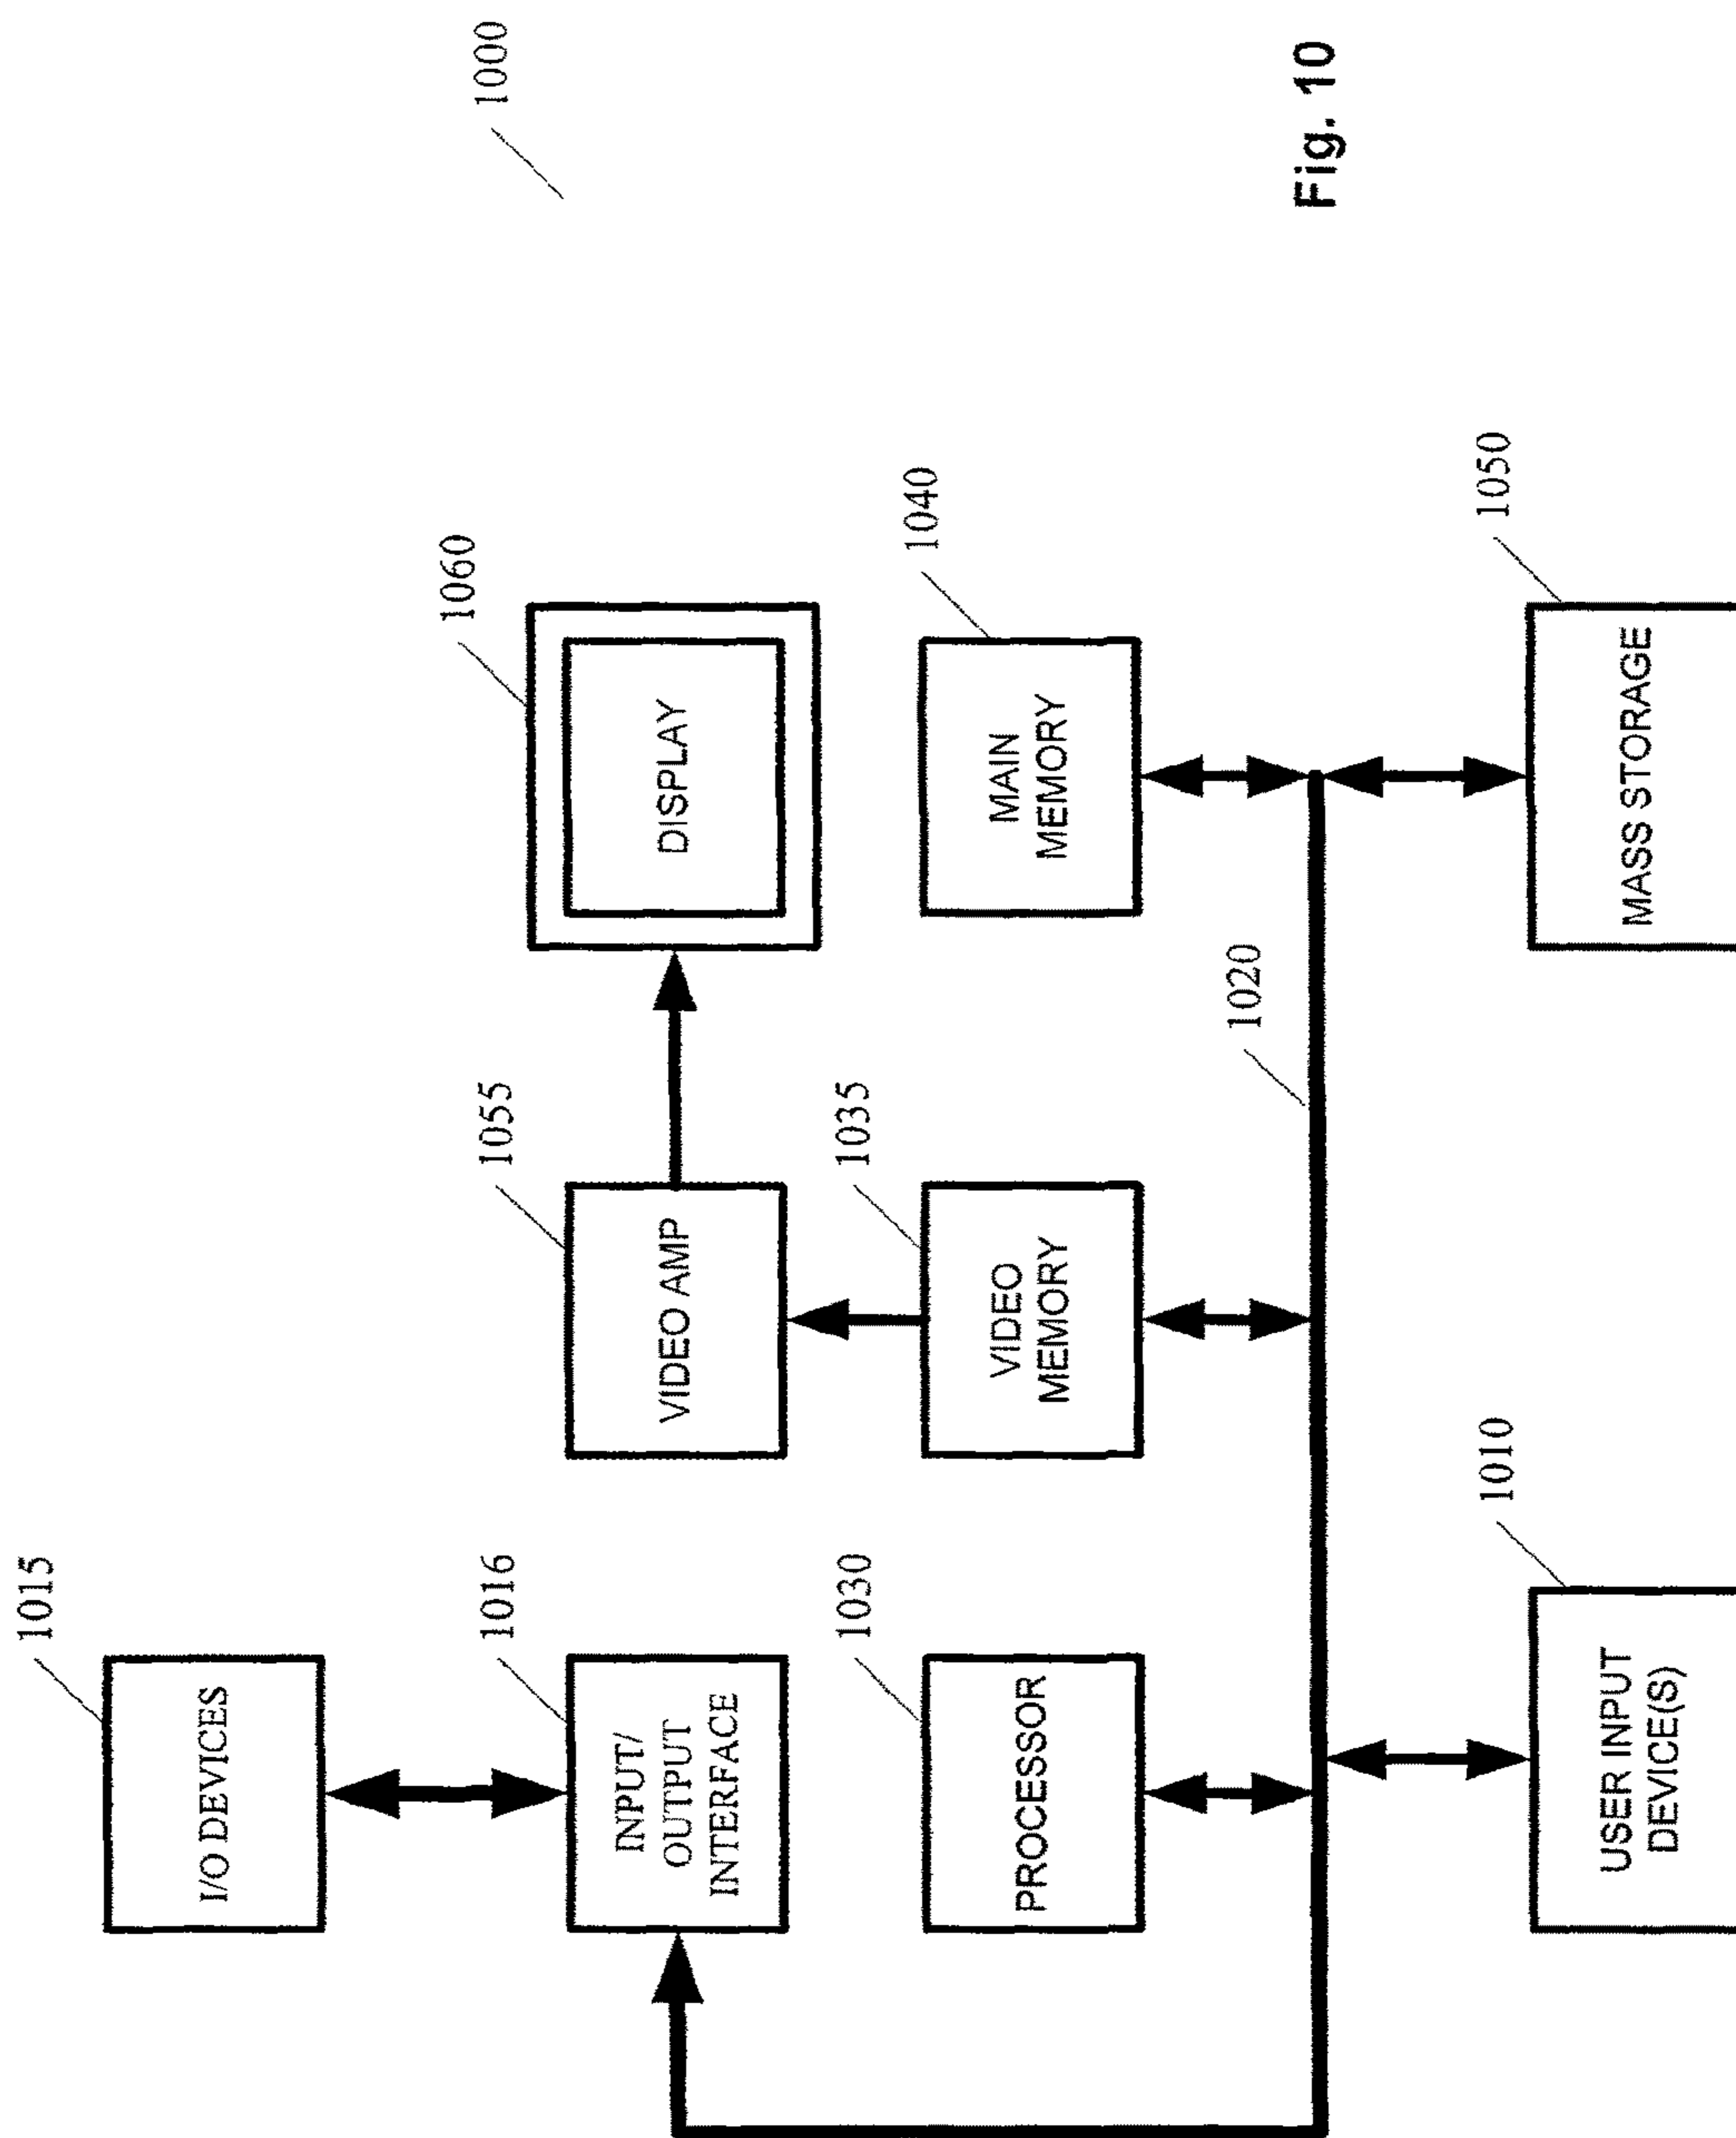 1015
I/O DEVICES
1016
INPUT/
OUTPUT
INTERFACE
1055
VIDEO AMP
1060
DISPLAY
1000
1030
PROCESSOR
1035
VIDEO
MEMORY
1040
MAIN
MEMORY
1020
1010
USER INPUT
DEVICE(S)
1050
MASS STORAGE
Fig. 10